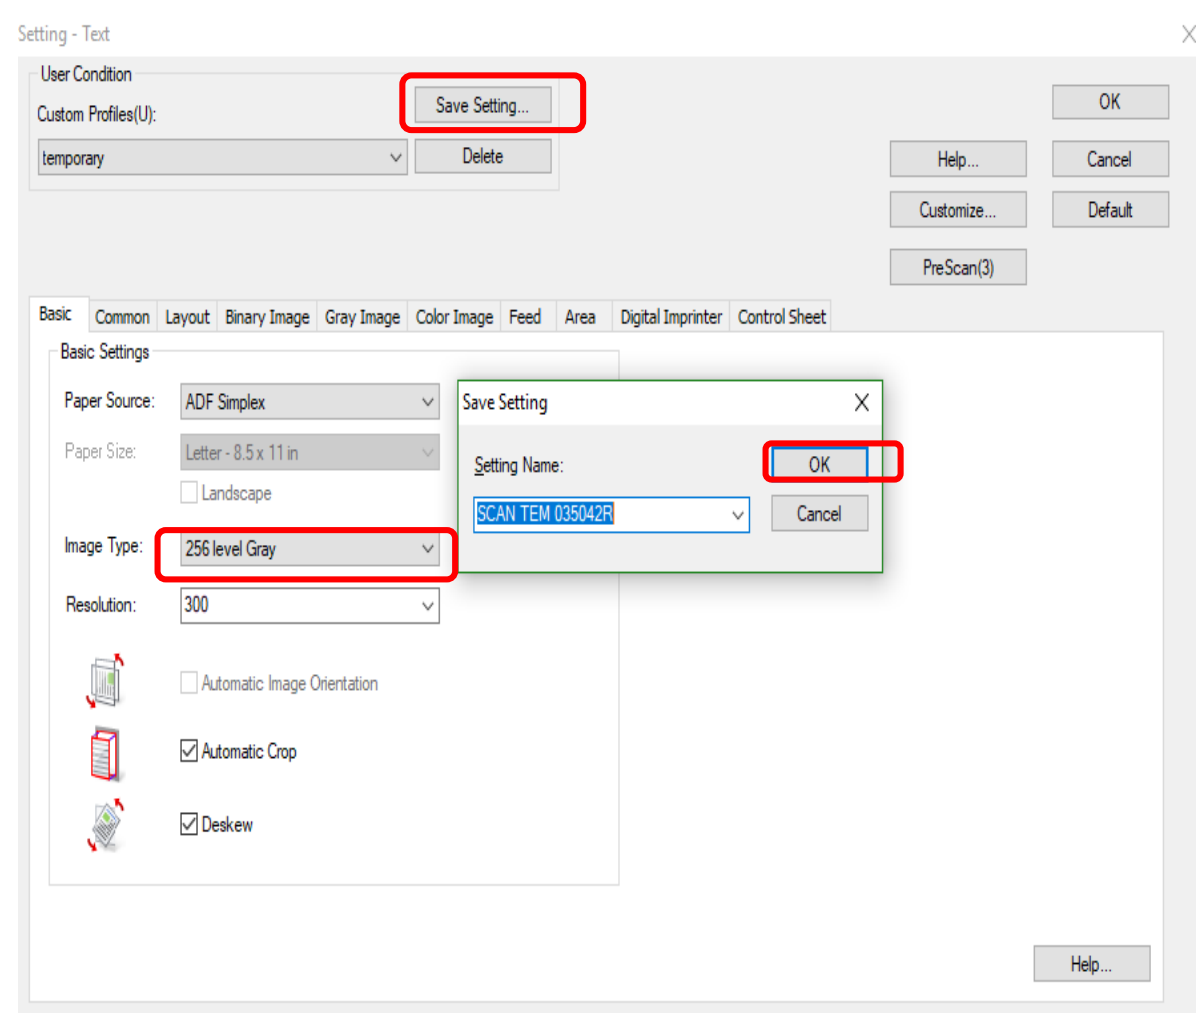 Setting - Text
User Condition
Custom Profiles(U):
Save Setting...
OK
temporary
Delete
Help...
Cancel
Customize...
Default
PreScan(3)
Basic Common Layout Binary Image Gray Image Color Image Feed Area Digital Imprinter Control Sheet
Basic Settings
Paper Source: ADF Simplex
Paper Size: Letter - 8.5 x 11 in
Landscape
Image Type: 256 level Gray
Resolution: 300
Automatic Image Orientation
Automatic Crop
Deskew
Save Setting
Setting Name:
OK
SCAN TEM 035042R
Cancel
Help...